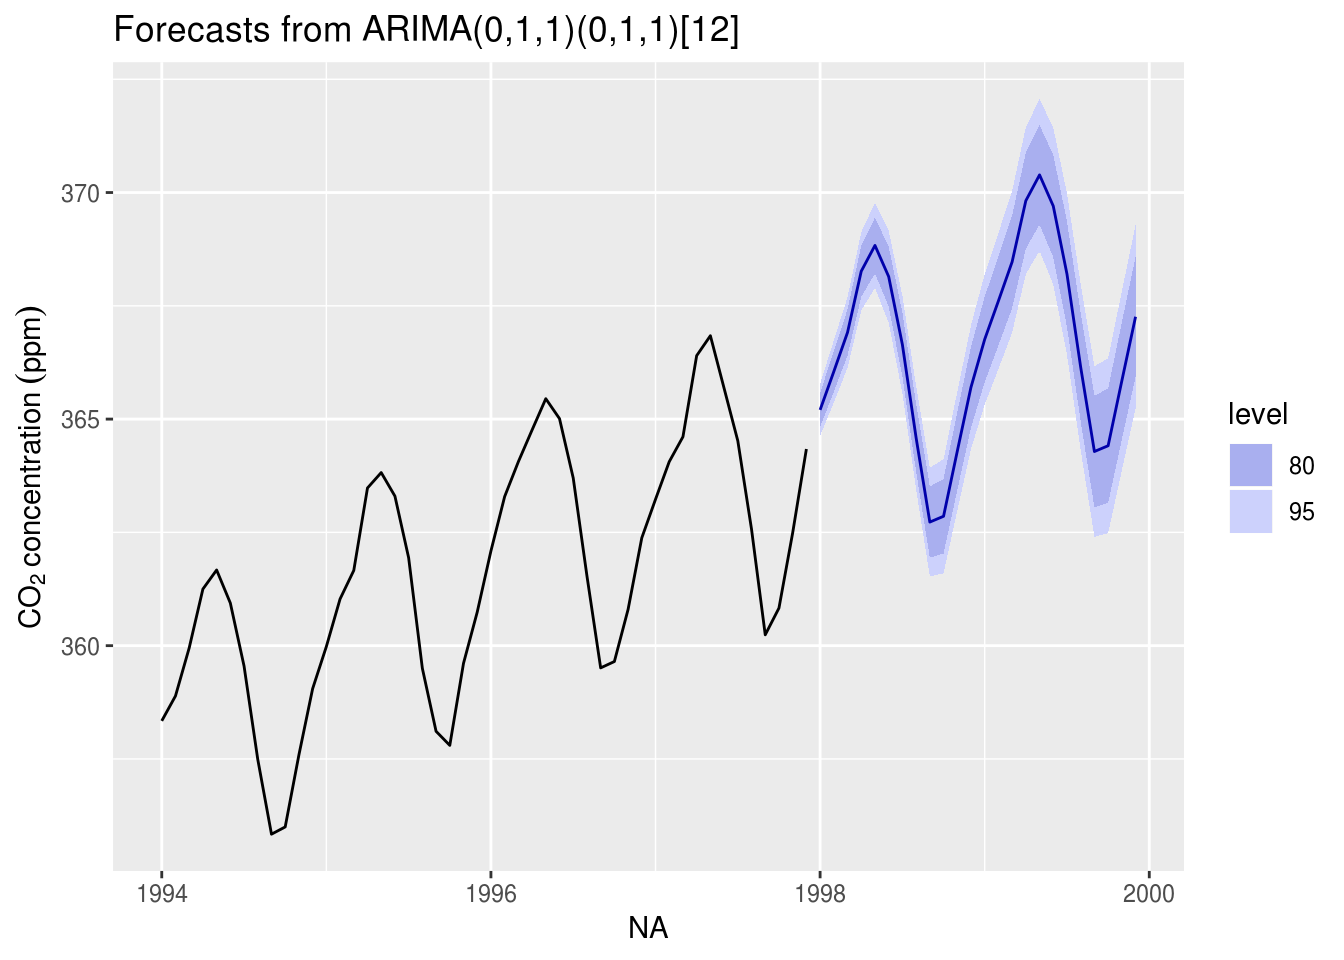 Forecasts from ARIMA(0,1,1)(0,1,1)[12]
CO₂ concentration (ppm)
370
365
360
1994
1996
1998
2000
NA
level
80
95